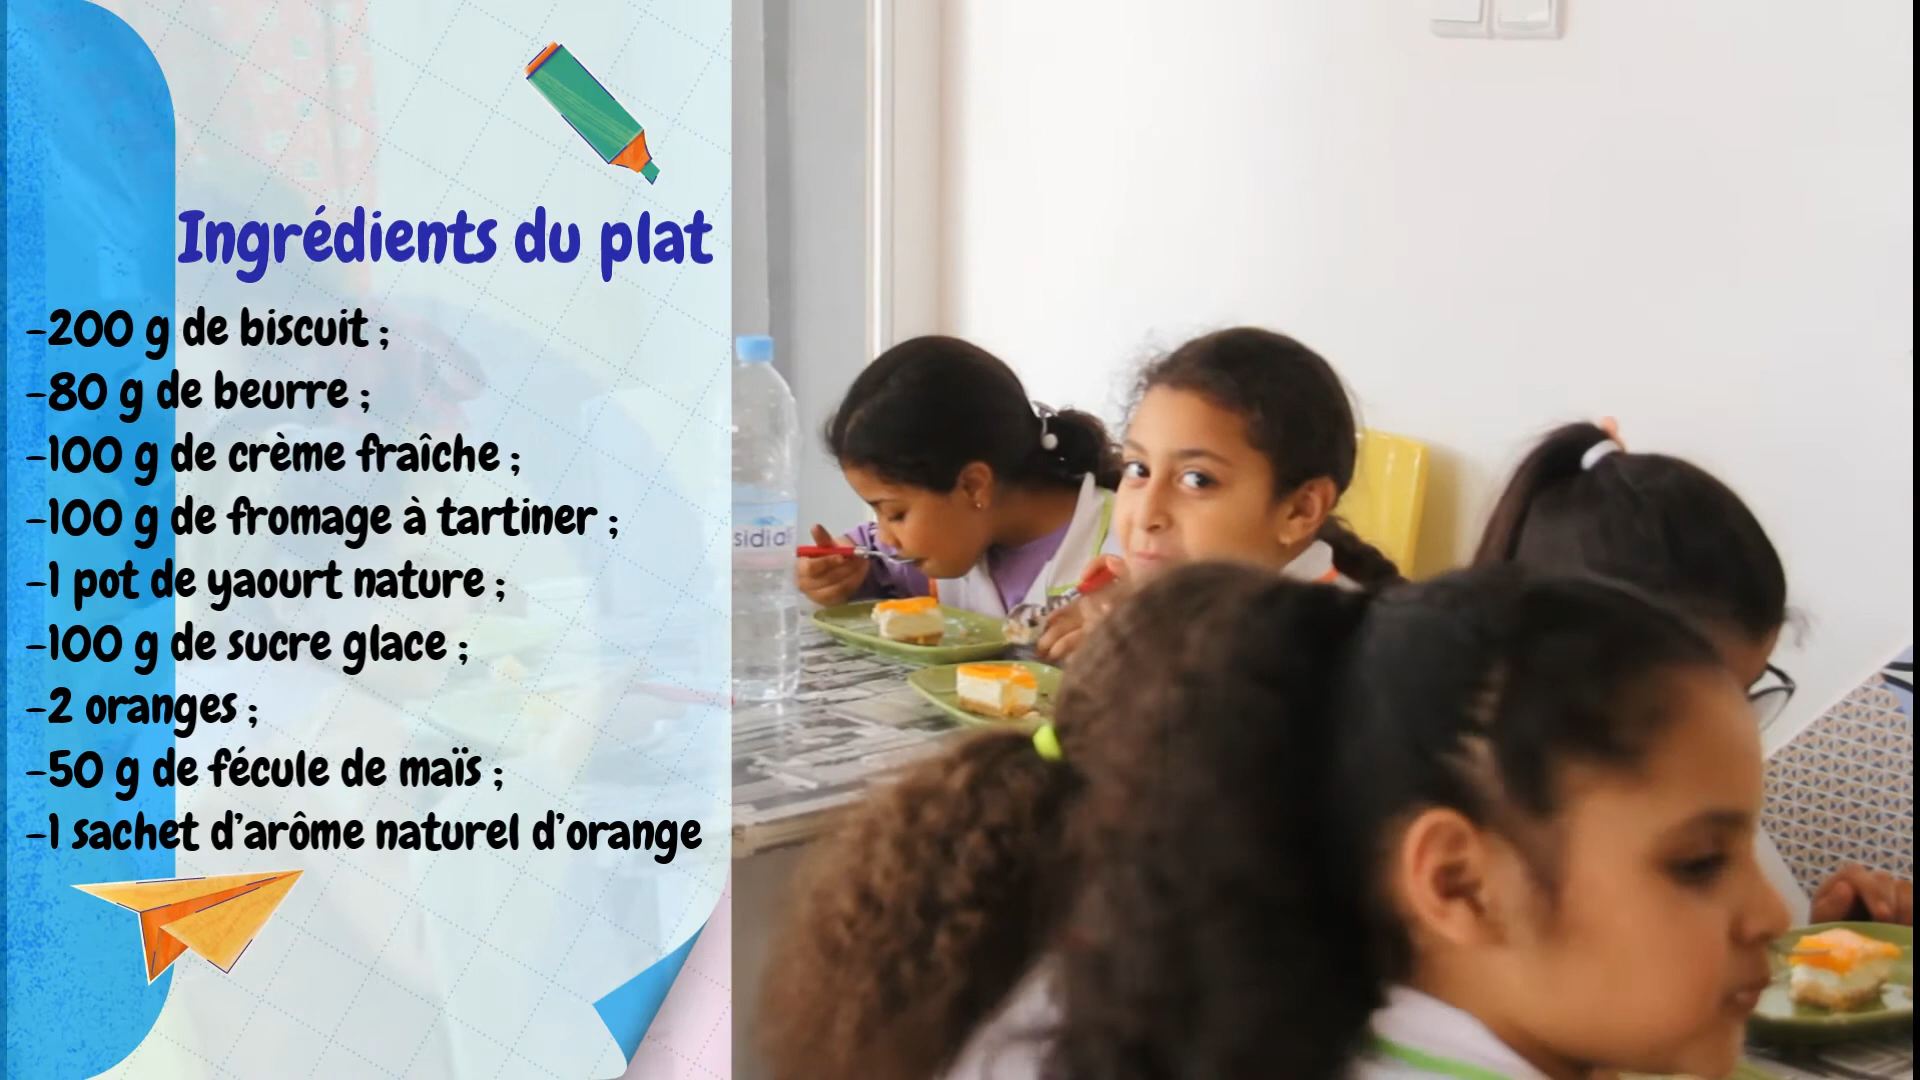 Ingrédients du plat
-200 g de biscuit ;
-80 g de beurre ;
-100 g de crème fraîche ;
-100 g de fromage à tartiner ;
-1 pot de yaourt nature ;
-100 g de sucre glace ;
-2 oranges ;
-50 g de fécule de maïs ;
-1 sachet d'arôme naturel d'orange